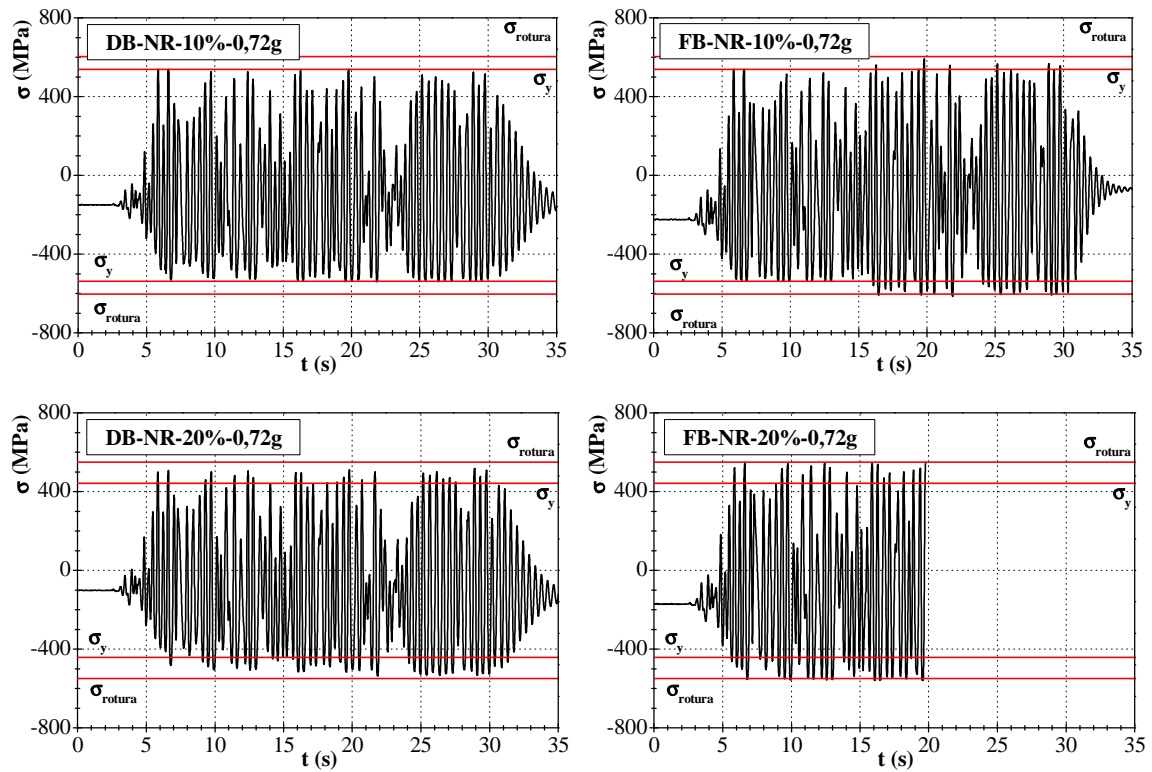 DB-NR-10%-0,72g
σrotura
σy
σ (MPa)
800
400
0
-400
-800
σy
σrotura
0 5 10 15 20 25 30 35
t (s)
FB-NR-10%-0,72g
σrotura
σy
σ (MPa)
800
400
0
-400
-800
σy
σrotura
0 5 10 15 20 25 30 35
t (s)
DB-NR-20%-0,72g
σrotura
σy
σ (MPa)
800
400
0
-400
-800
σy
σrotura
0 5 10 15 20 25 30 35
t (s)
FB-NR-20%-0,72g
σrotura
σy
σ (MPa)
800
400
0
-400
-800
σy
σrotura
0 5 10 15 20 25 30 35
t (s)